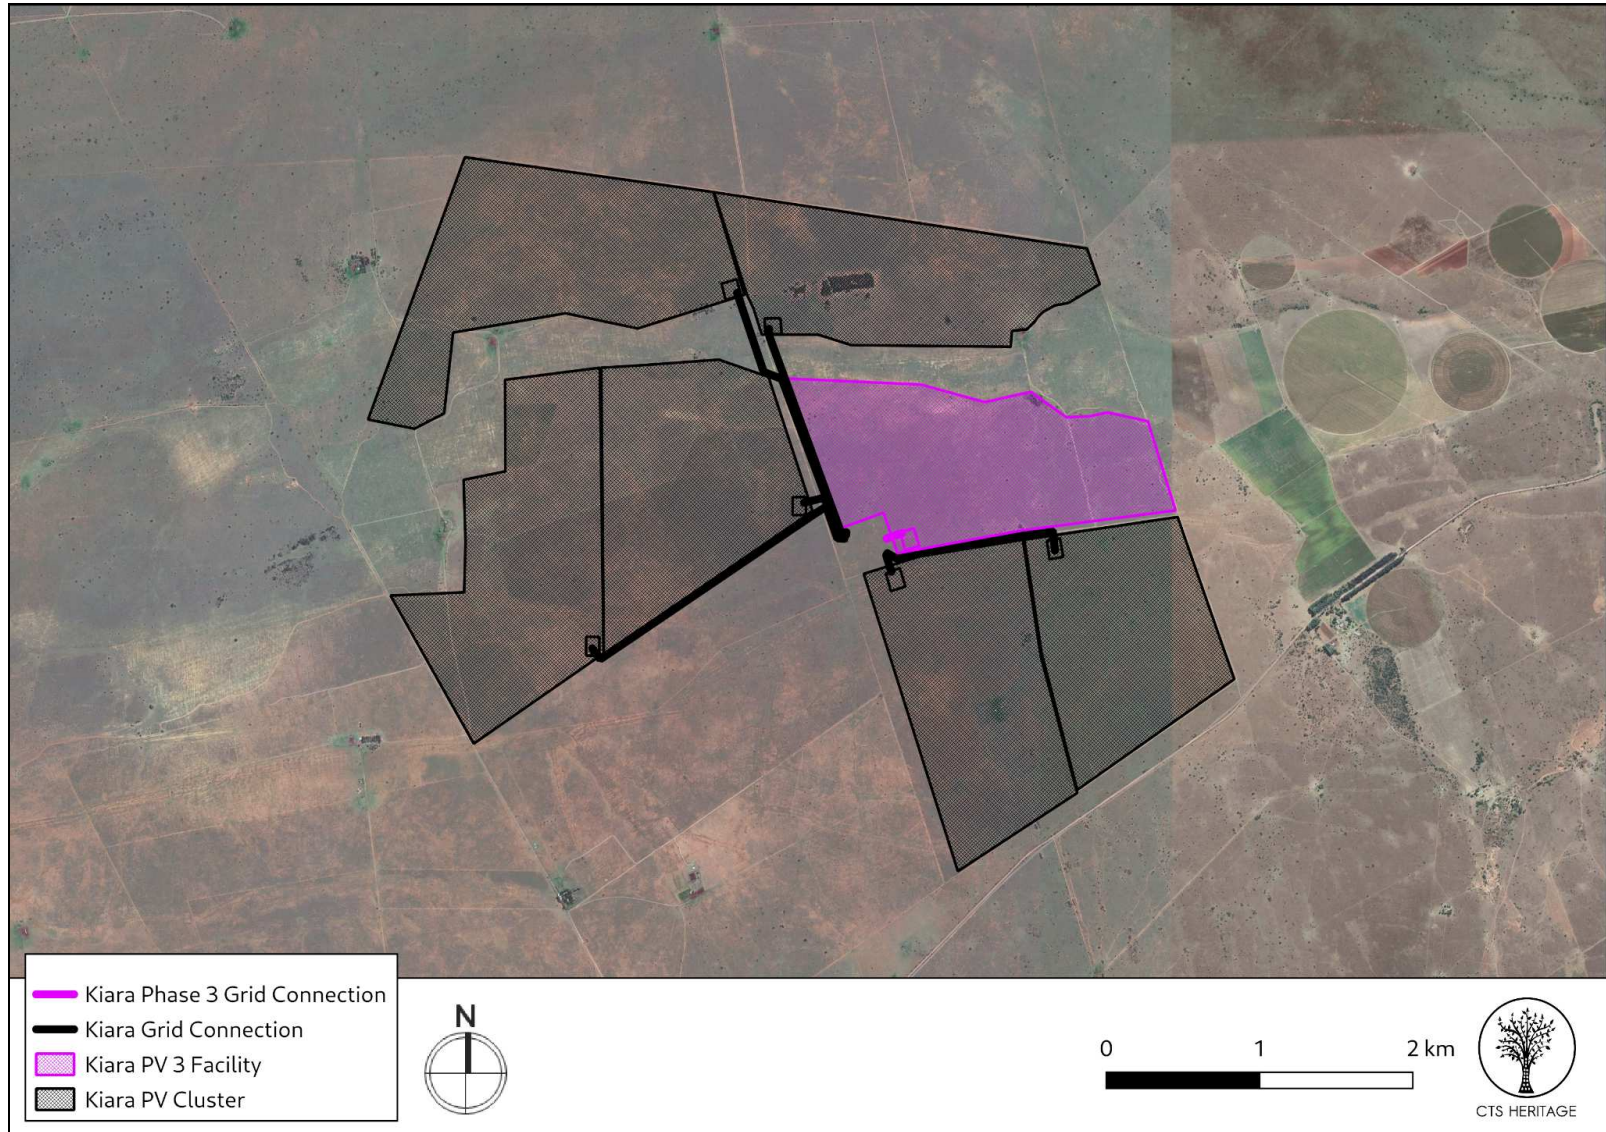 Kiara Phase 3 Grid Connection
Kiara Grid Connection
Kiara PV 3 Facility
Kiara PV Cluster
N
0 1 2 km
CTS HERITAGE